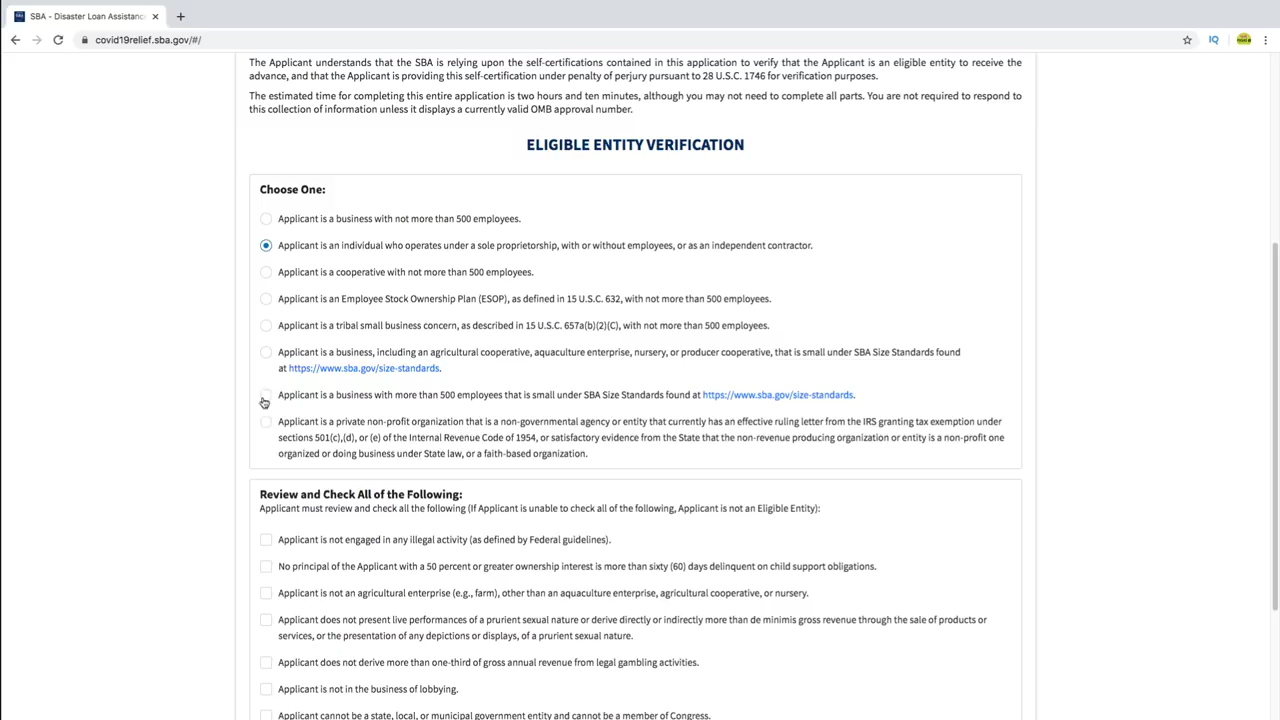 SBA - Disaster Loan Assistance
covid19relief.sba.gov/#/
IQ
The Applicant understands that the SBA is relying upon the self-certifications contained in this application to verify that the Applicant is an eligible entity to receive the
advance, and that the Applicant is providing this self-certification under penalty of perjury pursuant to 28 U.S.C. 1746 for verification purposes.
The estimated time for completing this entire application is two hours and ten minutes, although you may not need to complete all parts. You are not required to respond to
this collection of information unless it displays a currently valid OMB approval number.
ELIGIBLE ENTITY VERIFICATION
Choose One:
Applicant is a business with not more than 500 employees.
Applicant is an individual who operates under a sole proprietorship, with or without employees, or as an independent contractor.
Applicant is a cooperative with not more than 500 employees.
Applicant is an Employee Stock Ownership Plan (ESOP), as defined in 15 U.S.C. 632, with not more than 500 employees.
Applicant is a tribal small business concern, as described in 15 U.S.C. 657a(b)(2)(C), with not more than 500 employees.
Applicant is a business, including an agricultural cooperative, aquaculture enterprise, nursery, or producer cooperative, that is small under SBA Size Standards found
at https://www.sba.gov/size-standards.
Applicant is a business with more than 500 employees that is small under SBA Size Standards found at https://www.sba.gov/size-standards.
Applicant is a private non-profit organization that is a non-governmental agency or entity that currently has an effective ruling letter from the IRS granting tax exemption under
sections 501(c),(d), or (e) of the Internal Revenue Code of 1954, or satisfactory evidence from the State that the non-revenue producing organization or entity is a non-profit one
organized or doing business under State law, or a faith-based organization.
Review and Check All of the Following:
Applicant must review and check all the following (If Applicant is unable to check all of the following, Applicant is not an Eligible Entity):
Applicant is not engaged in any illegal activity (as defined by Federal guidelines).
No principal of the Applicant with a 50 percent or greater ownership interest is more than sixty (60) days delinquent on child support obligations.
Applicant is not an agricultural enterprise (e.g., farm), other than an aquaculture enterprise, agricultural cooperative, or nursery.
Applicant does not present live performances of a prurient sexual nature or derive directly or indirectly more than de minimis gross revenue through the sale of products or
services, or the presentation of any depictions or displays, of a prurient sexual nature.
Applicant does not derive more than one-third of gross annual revenue from legal gambling activities.
Applicant is not in the business of lobbying.
Applicant cannot be a state, local, or municipal government entity and cannot be a member of Congress.